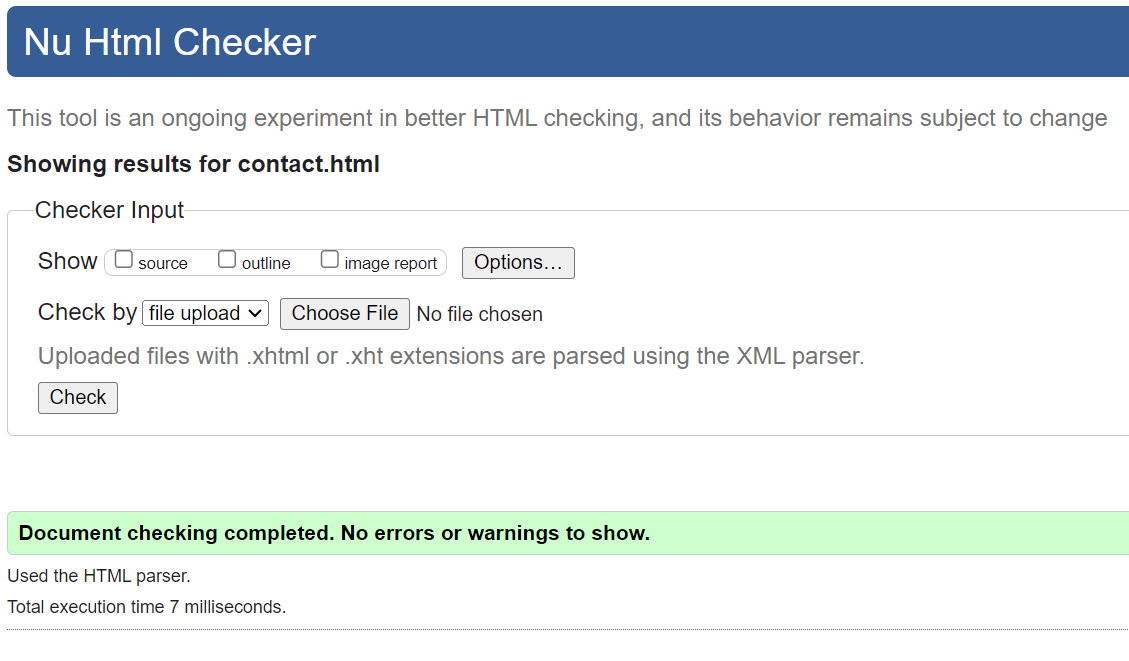 Nu Html Checker
This tool is an ongoing experiment in better HTML checking, and its behavior remains subject to change
Showing results for contact.html
Checker Input
Show source outline image report Options...
Check by file upload Choose File No file chosen
Uploaded files with .xhtml or .xht extensions are parsed using the XML parser.
Check
Document checking completed. No errors or warnings to show.
Used the HTML parser.
Total execution time 7 milliseconds.